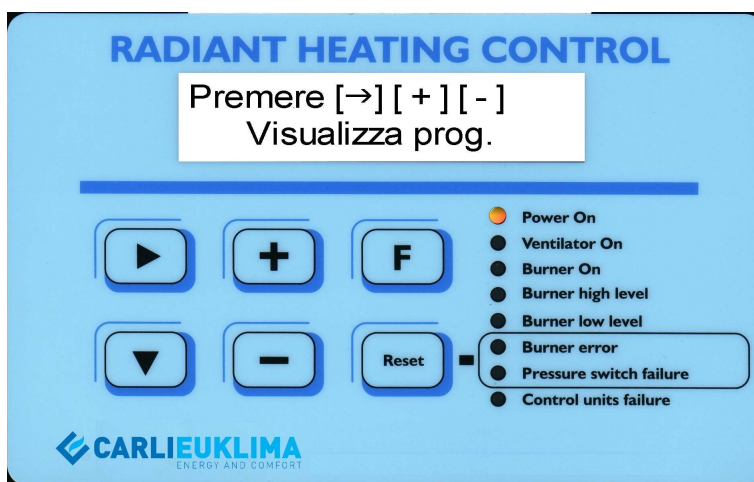 RADIANT HEATING CONTROL
Premere [→] [ + ] [ - ]
Visualizza prog.
F
Reset
Power On
Ventilator On
Burner On
Burner high level
Burner low level
Burner error
Pressure switch failure
Control units failure
CARLIEUKLIMA
ENERGY AND COMFORT